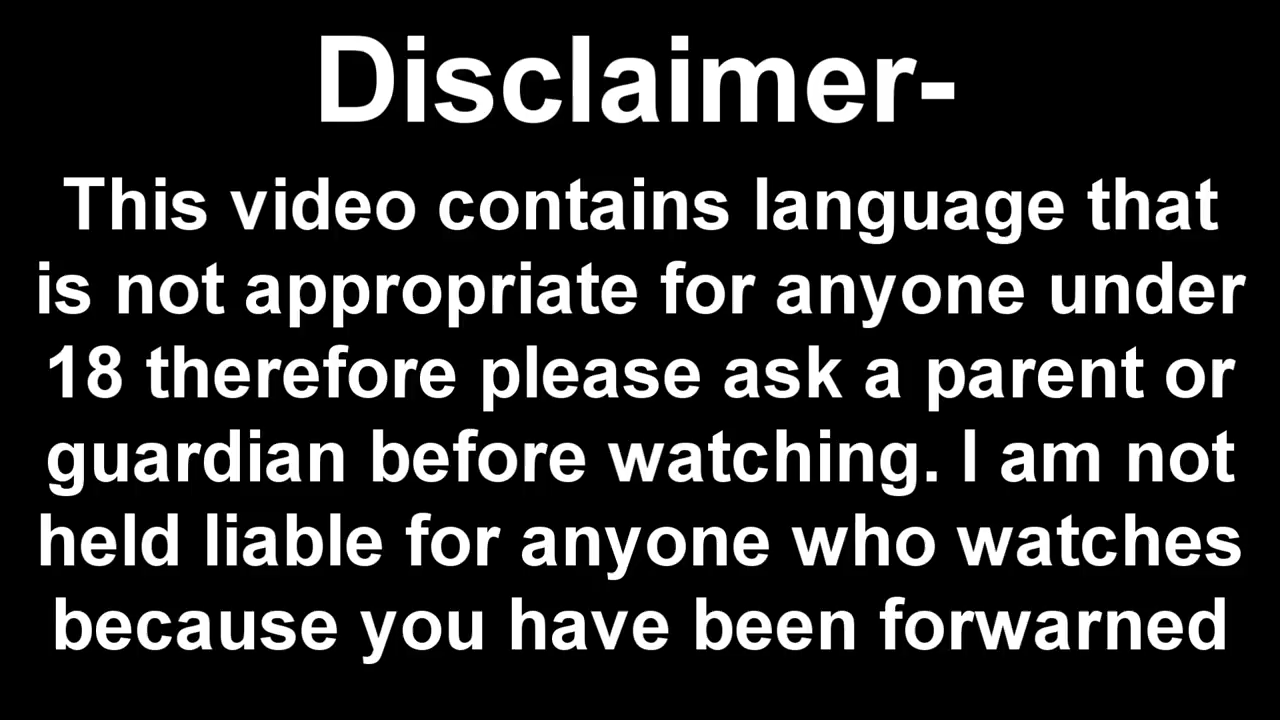 Disclaimer-
This video contains language that
is not appropriate for anyone under
18 therefore please ask a parent or
guardian before watching. I am not
held liable for anyone who watches
because you have been forwarned